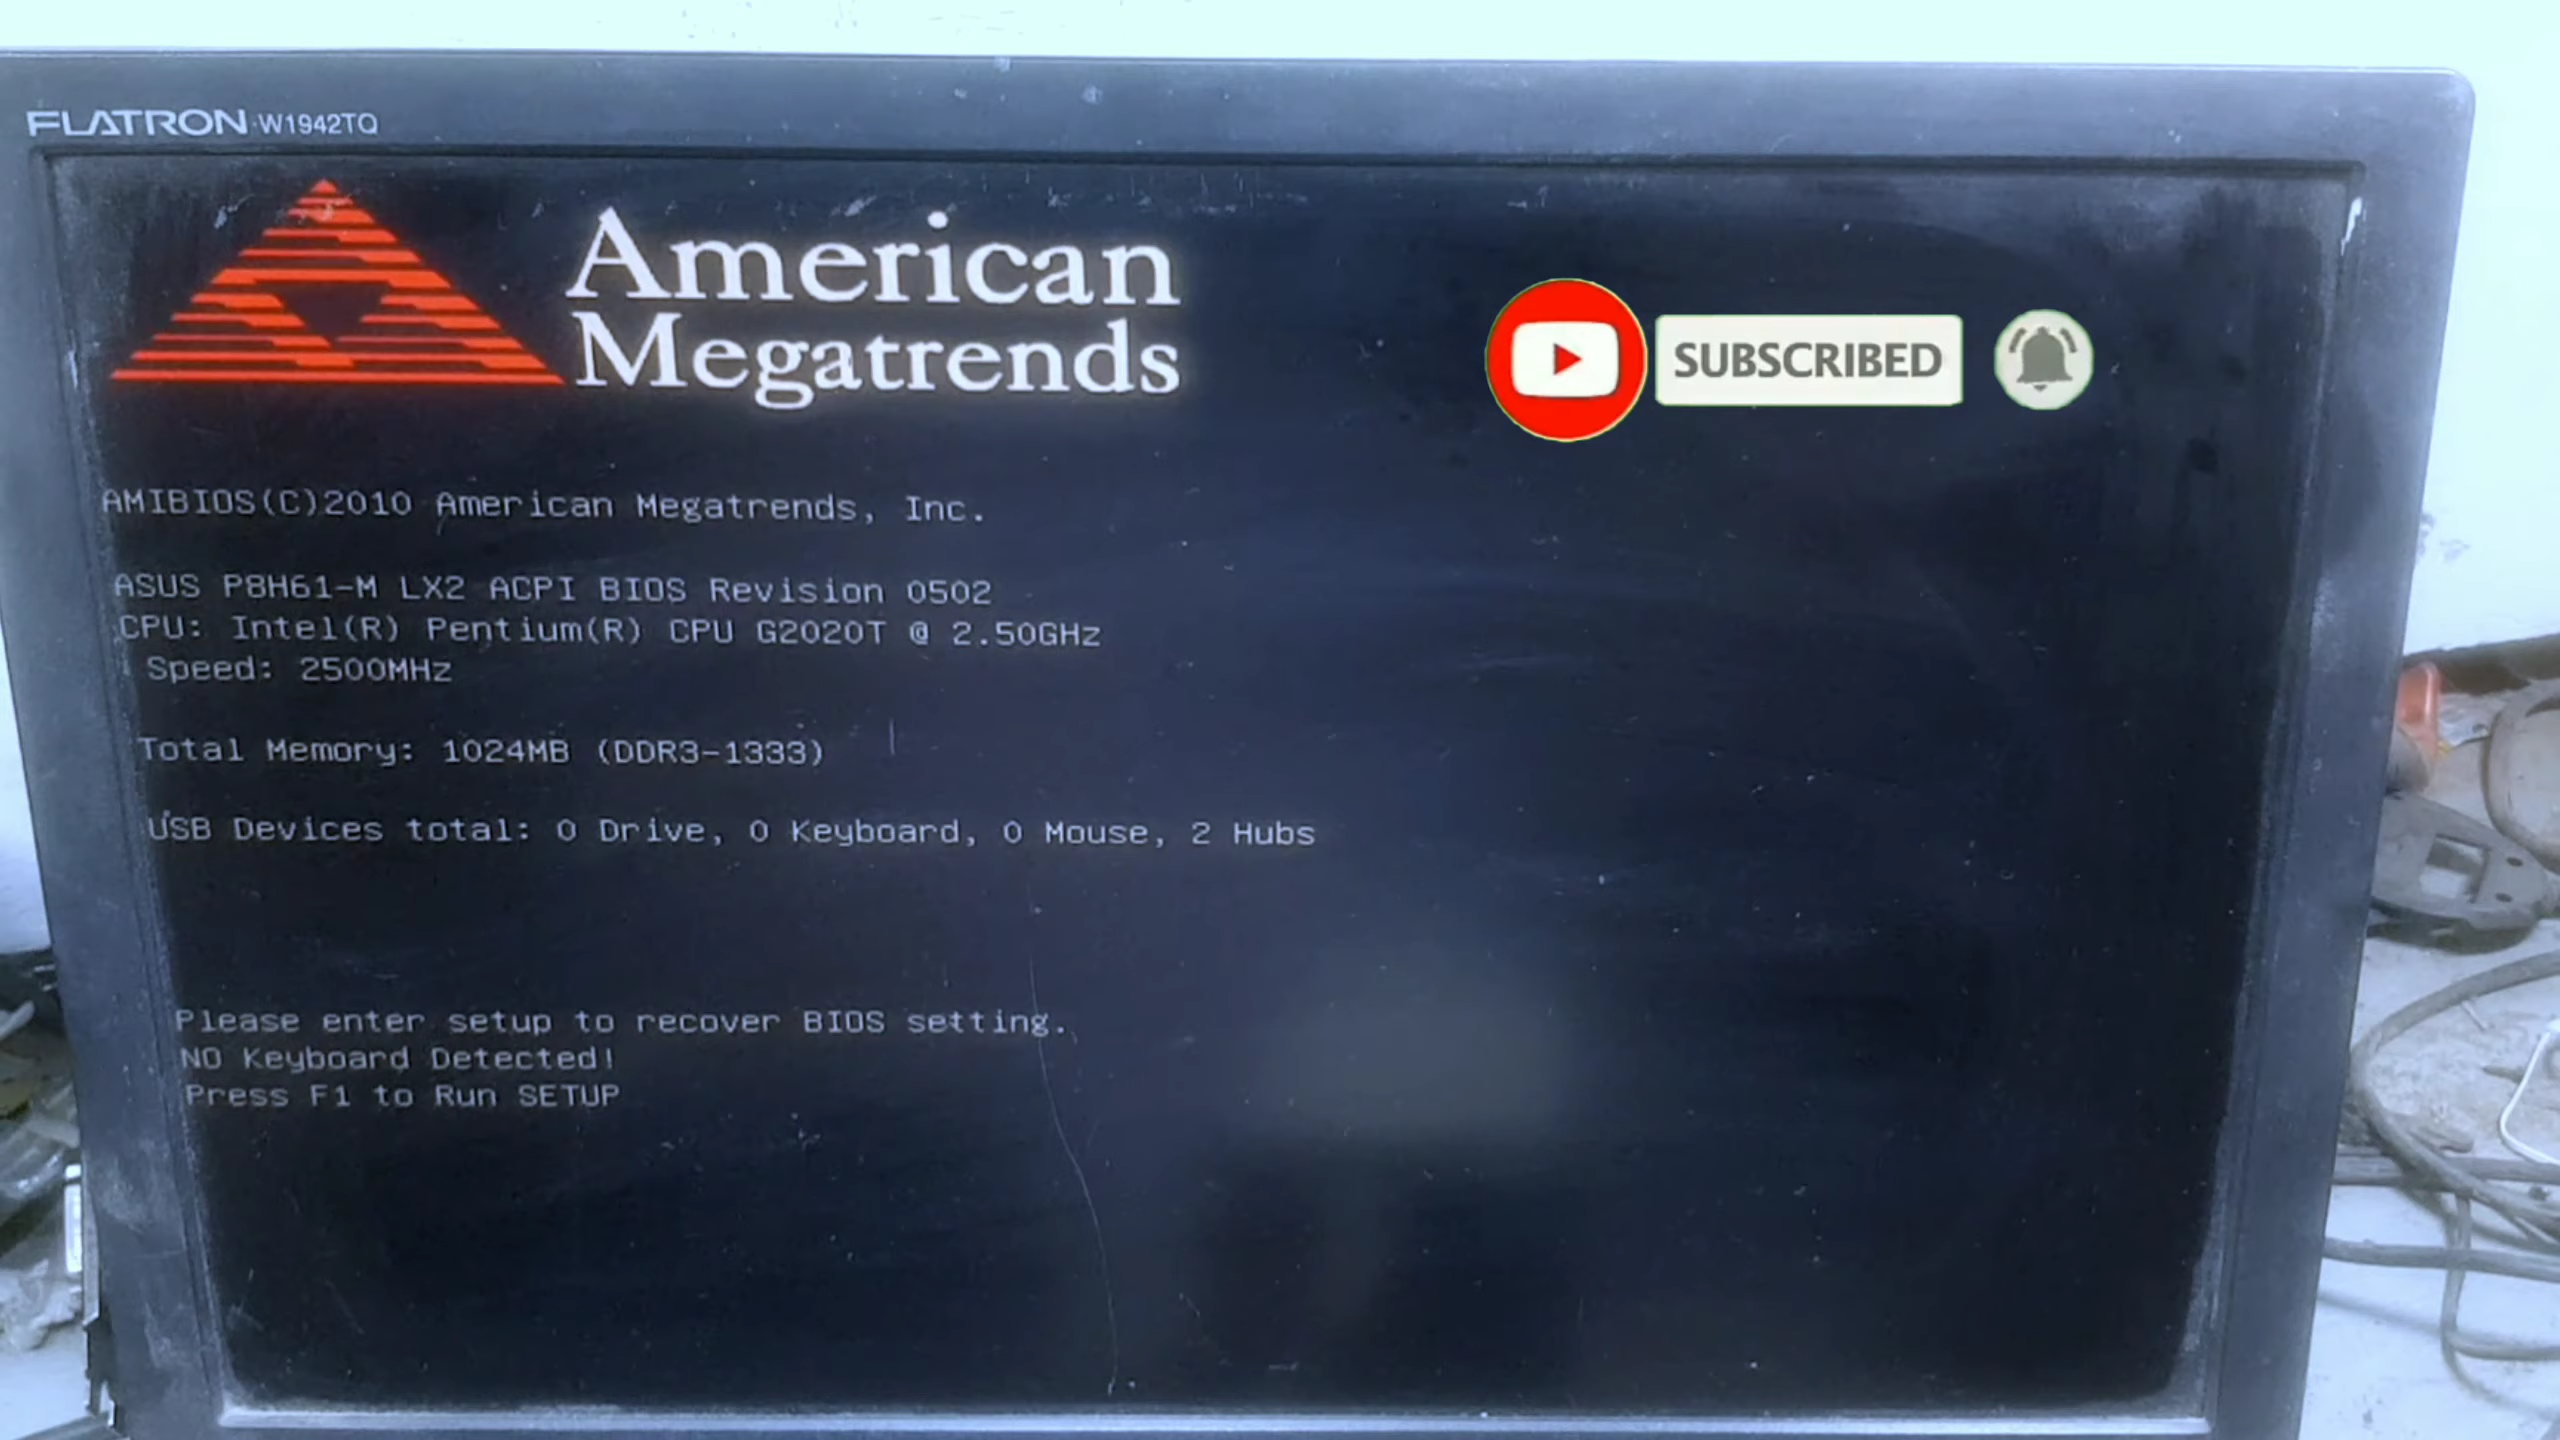 FLATRON W1942TQ
American
Megatrends
SUBSCRIBED
AMIBIOS(C)2010 American Megatrends, Inc.
ASUS P8H61-M LX2 ACPI BIOS Revision 0502
CPU: Intel(R) Pentium(R) CPU G2020T @ 2.50GHz
Speed: 2500MHz
Total Memory: 1024MB (DDR3-1333)
USB Devices total: 0 Drive, 0 Keyboard, 0 Mouse, 2 Hubs
Please enter setup to recover BIOS setting.
NO Keyboard Detected!
Press F1 to Run SETUP